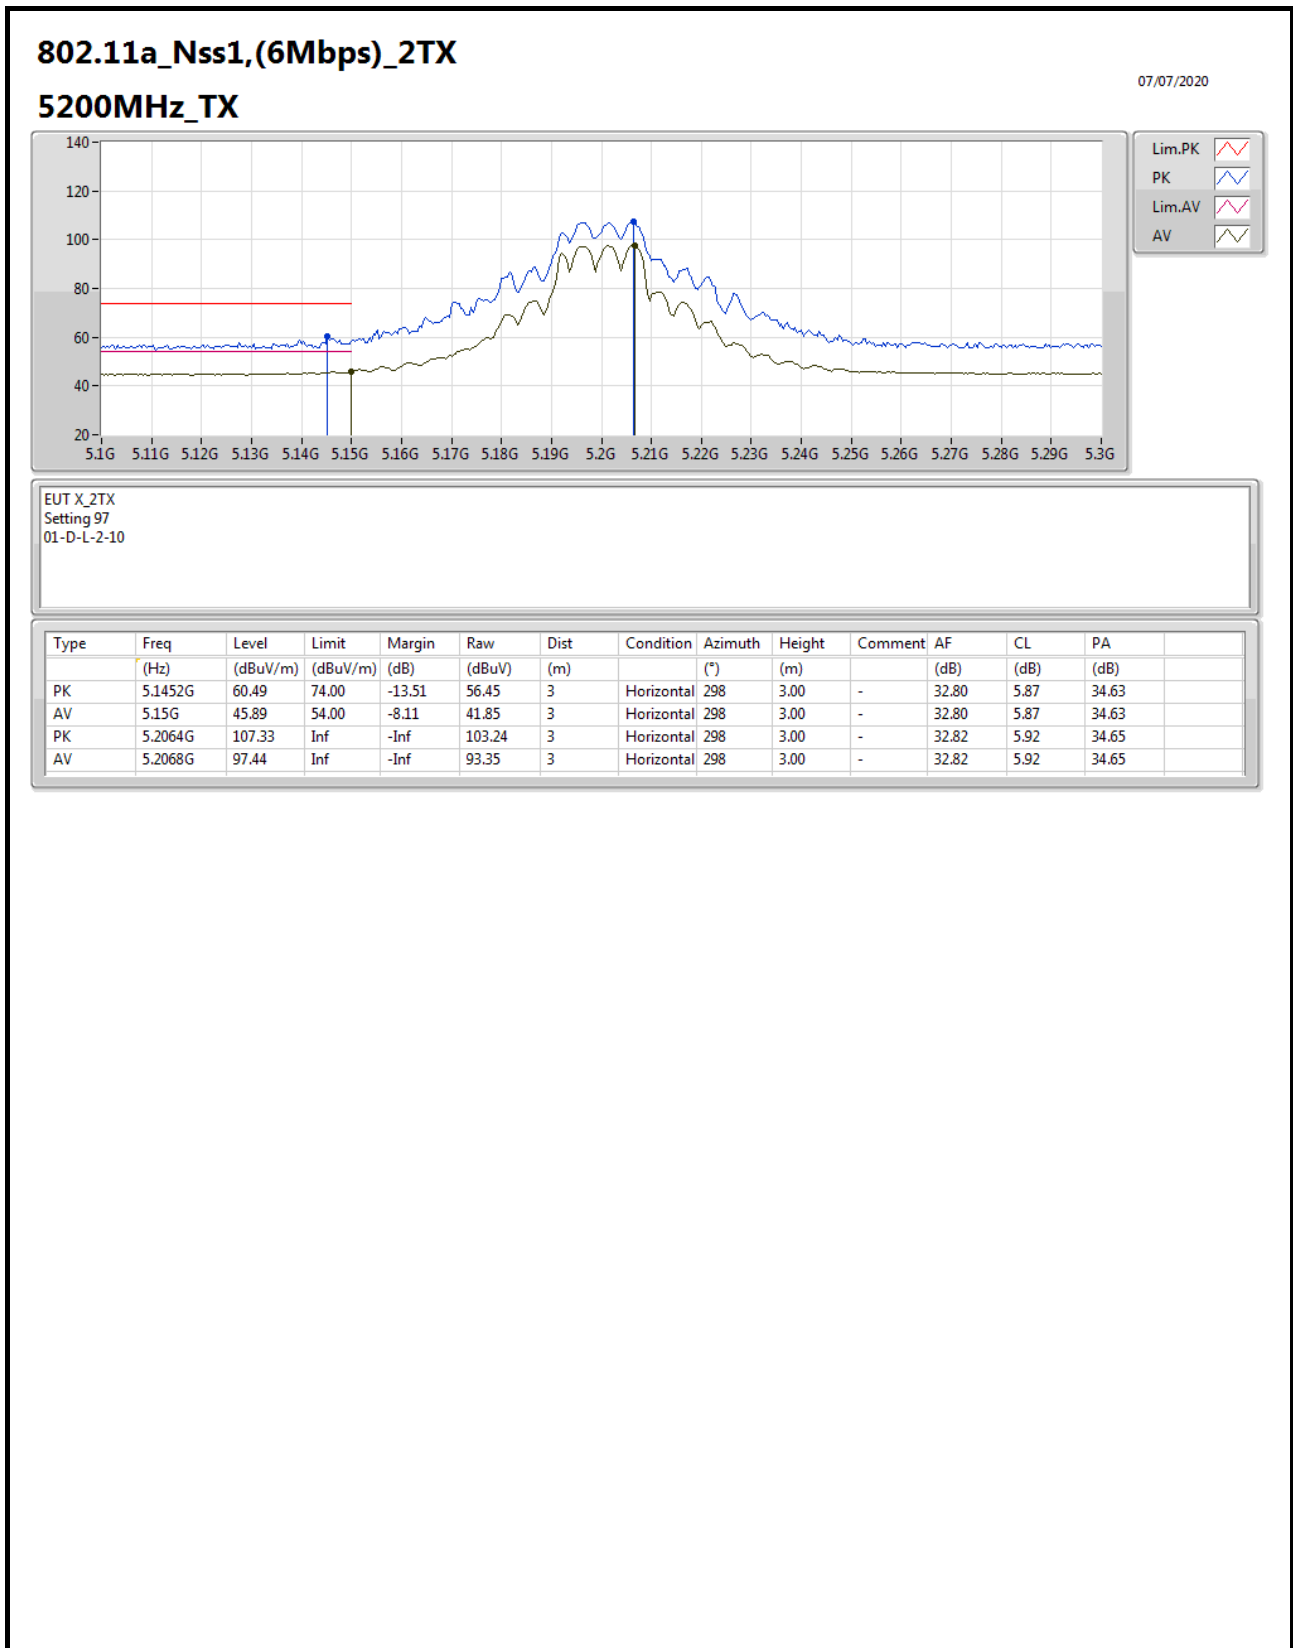 802.11a_Nss1,(6Mbps)_2TX
07/07/2020
5200MHz_TX
140
120
100
80
60
40
20
5.1G 5.11G 5.12G 5.13G 5.14G 5.15G 5.16G 5.17G 5.18G 5.19G 5.2G 5.21G 5.22G 5.23G 5.24G 5.25G 5.26G 5.27G 5.28G 5.29G 5.3G
Lim.PK
PK
Lim.AV
AV
EUT X_2TX
Setting 97
01-D-L-2-10
Type Freq Level Limit Margin Raw Dist Condition Azimuth Height Comment AF CL PA
(Hz) (dBuV/m) (dBuV/m) (dB) (dBuV) (m) (°) (m) (dB) (dB) (dB)
PK 5.1452G 60.49 74.00 -13.51 56.45 3 Horizontal 298 3.00 - 32.80 5.87 34.63
AV 5.15G 45.89 54.00 -8.11 41.85 3 Horizontal 298 3.00 - 32.80 5.87 34.63
PK 5.2064G 107.33 Inf -Inf 103.24 3 Horizontal 298 3.00 - 32.82 5.92 34.65
AV 5.2068G 97.44 Inf -Inf 93.35 3 Horizontal 298 3.00 - 32.82 5.92 34.65